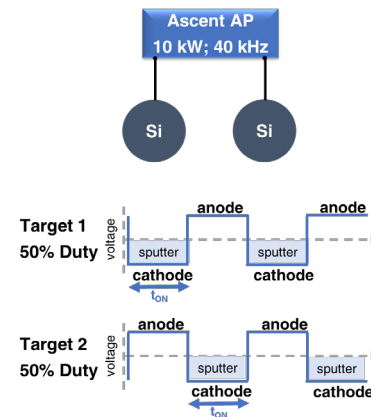 Ascent AP
10 kW; 40 kHz
Si Si
anode anode
Target 1
50% Duty
voltage
sputter sputter
cathode cathode
tON
anode anode
Target 2
50% Duty
voltage
sputter sputter
cathode cathode
tON